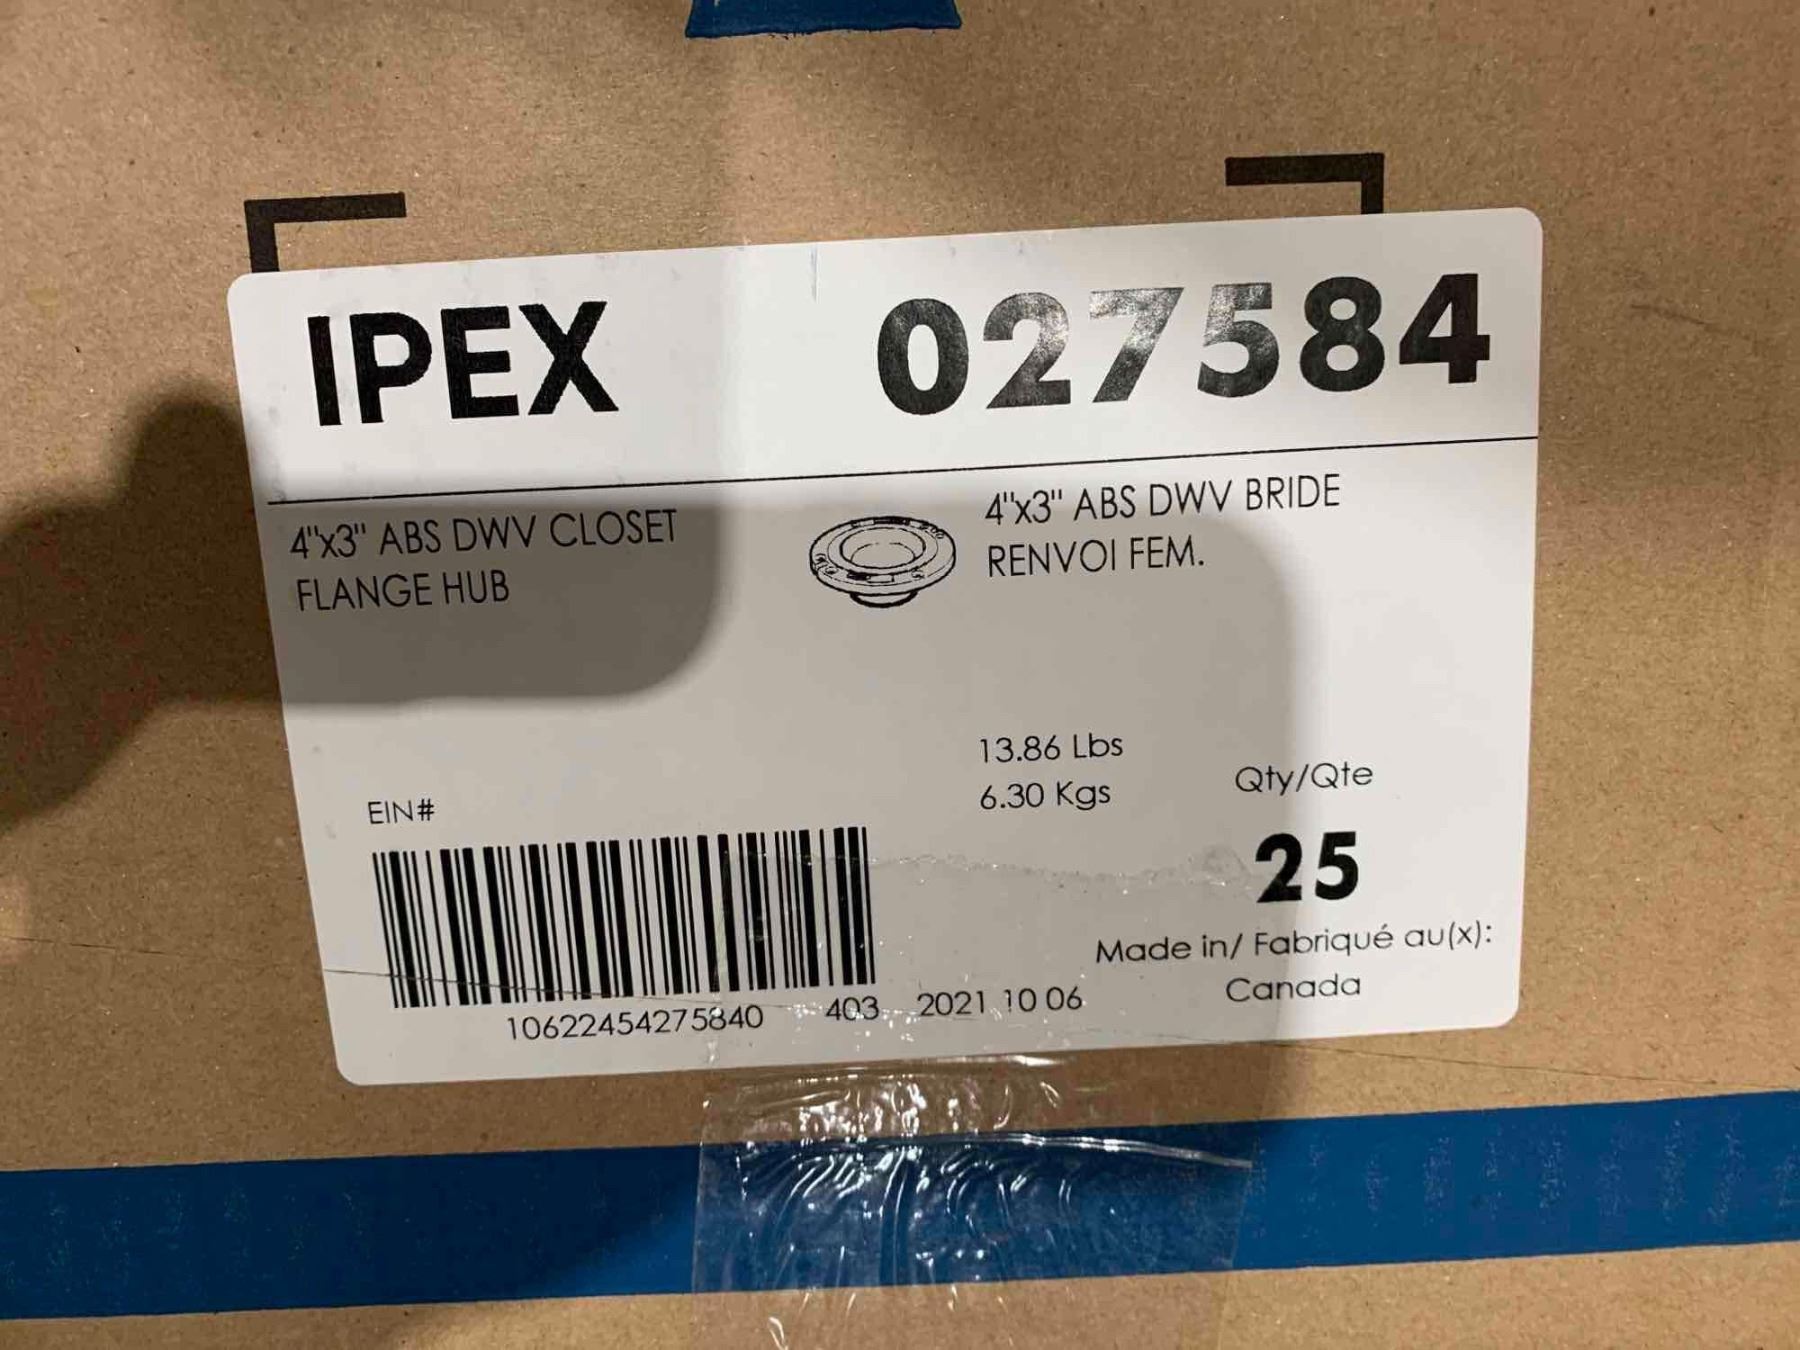 IPEX 027584
4"x3" ABS DWV CLOSET
FLANGE HUB
4"x3" ABS DWV BRIDE
RENVOI FEM.
13.86 Lbs
6.30 Kgs
Qty/Qte
25
EIN#
10622454275840 403 2021 10 06
Made in/ Fabriqué au(x):
Canada